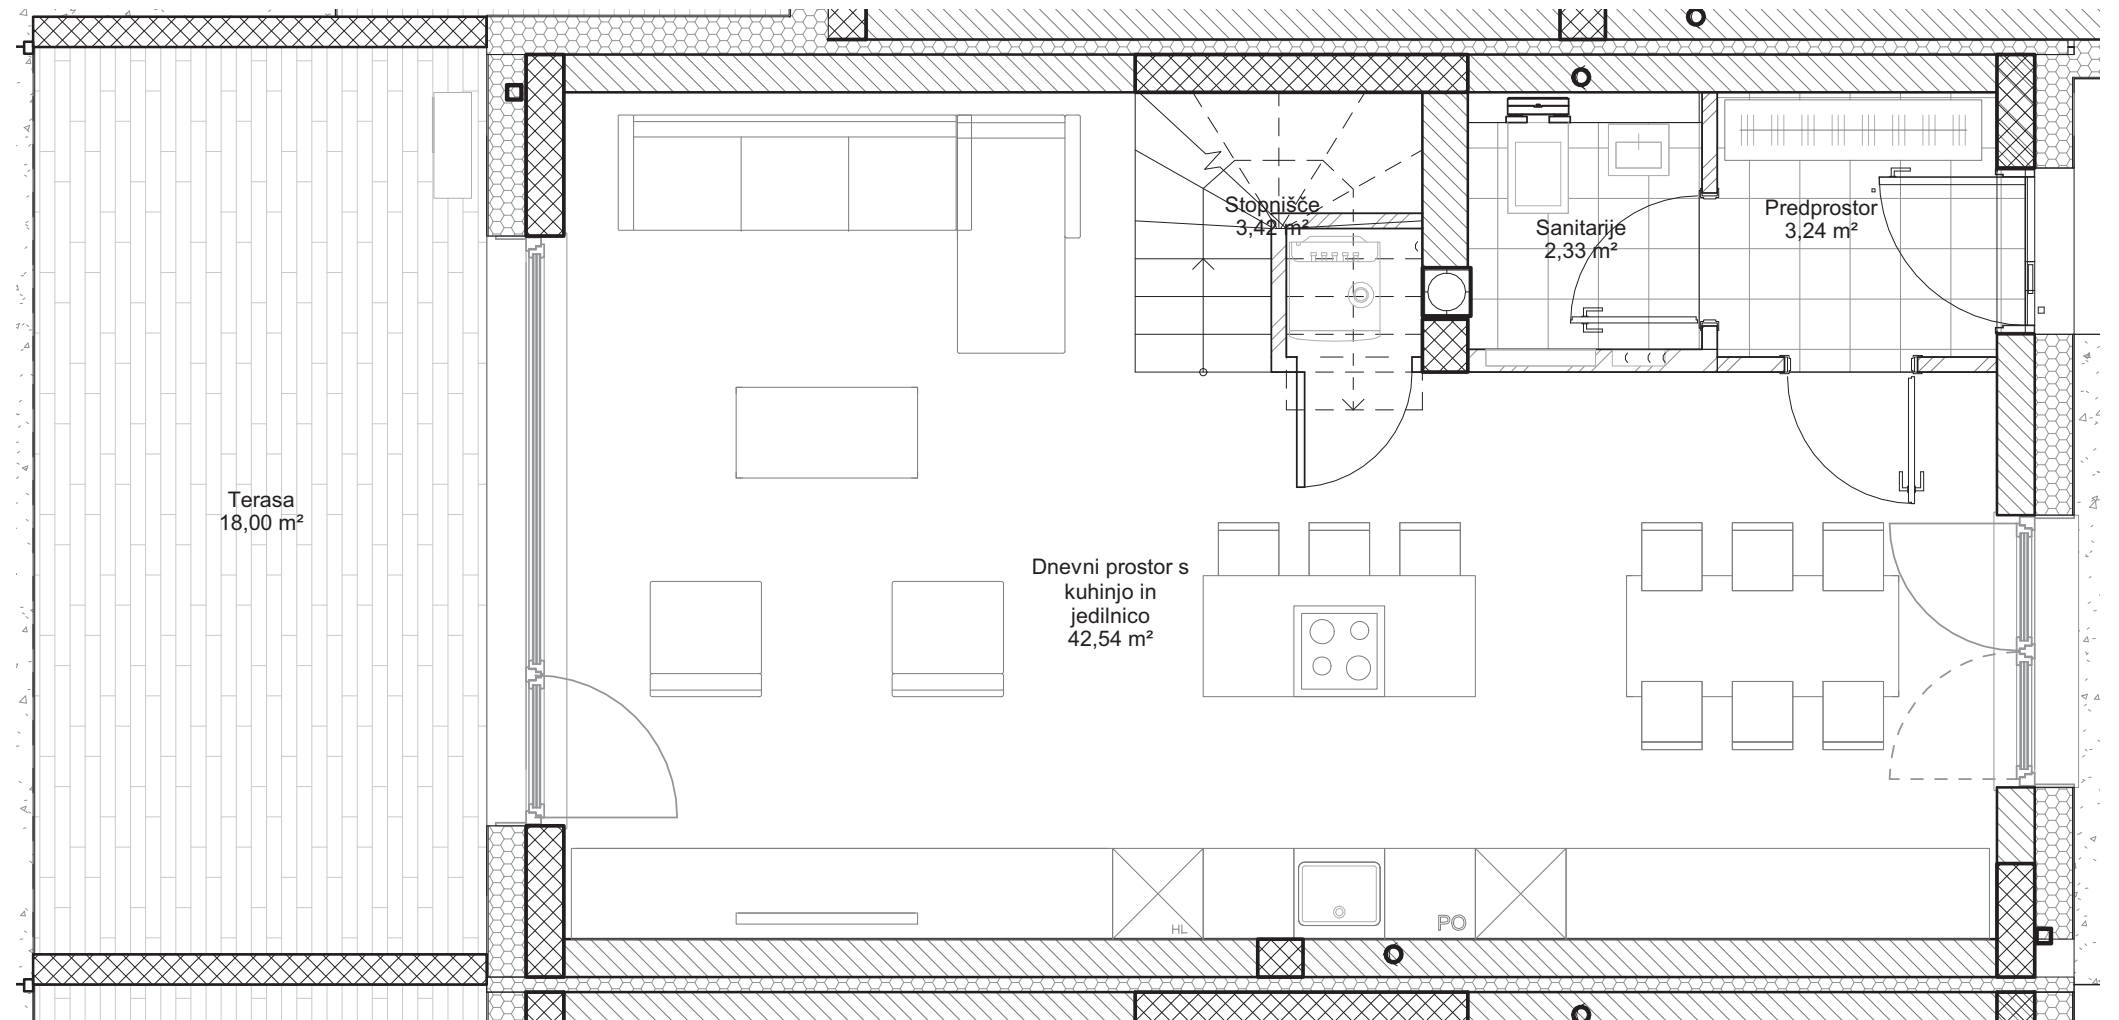 Stopnišče
3,42 m²
Sanitarije
2,33 m²
Predprostor
3,24 m²
Terasa
18,00 m²
Dnevni prostor s
kuhinjo in
jedilnico
42,54 m²
HL
PO